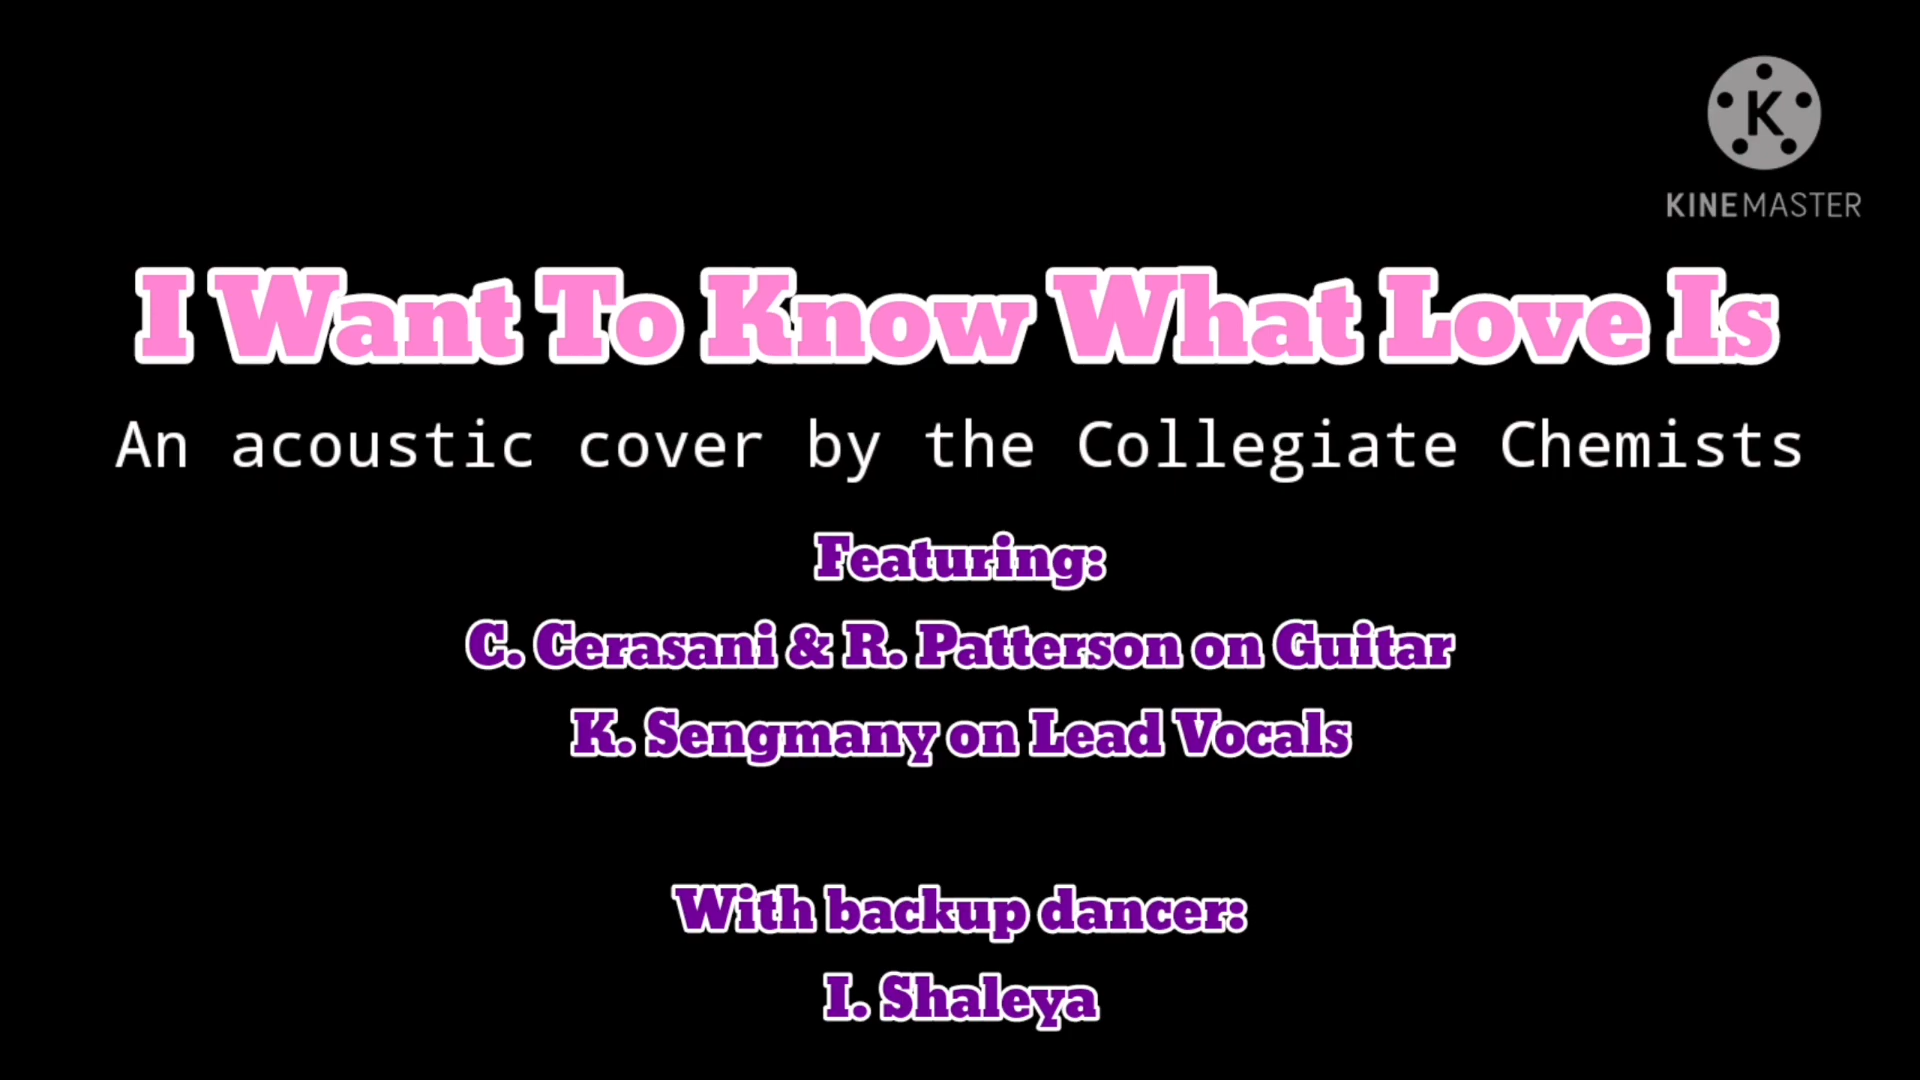 K
KINEMASTER
I Want To Know What Love Is
An acoustic cover by the Collegiate Chemists
Featuring:
C. Cerasani & R. Patterson on Guitar
K. Sengmany on Lead Vocals
With backup dancer:
I. Shaleya